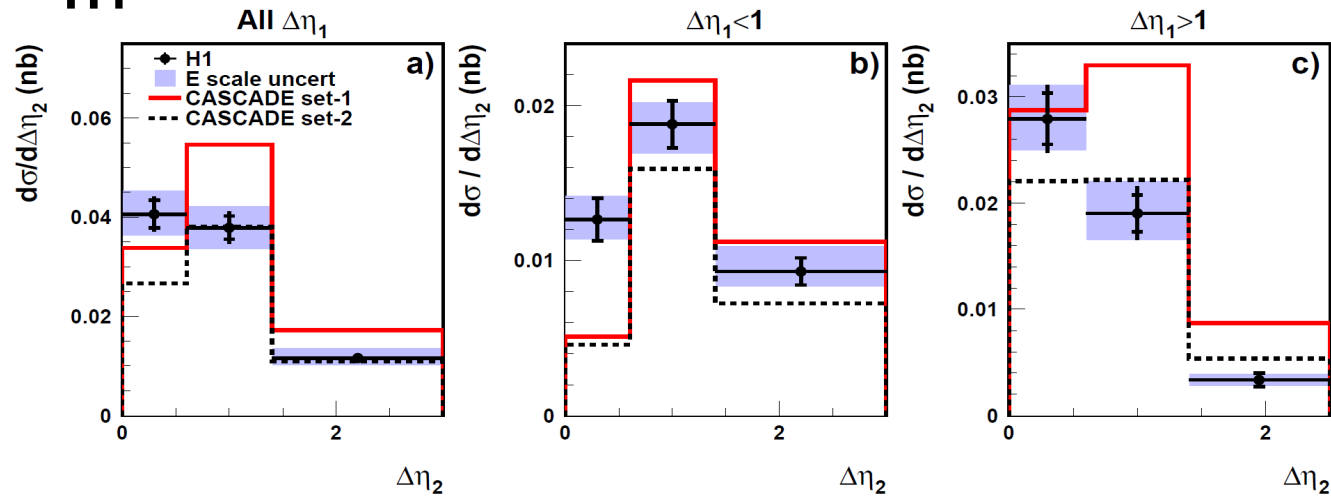 All Δη₁
dσ/dΔη₂ (nb)
a)
H1
E scale uncert
CASCADE set-1
CASCADE set-2
0.06
0.04
0.02
0
0
2
Δη₂
Δη₁<1
dσ / dΔη₂ (nb)
b)
0.02
0.01
0
0
2
Δη₂
Δη₁>1
dσ / dΔη₂ (nb)
c)
0.03
0.02
0.01
0
0
2
Δη₂